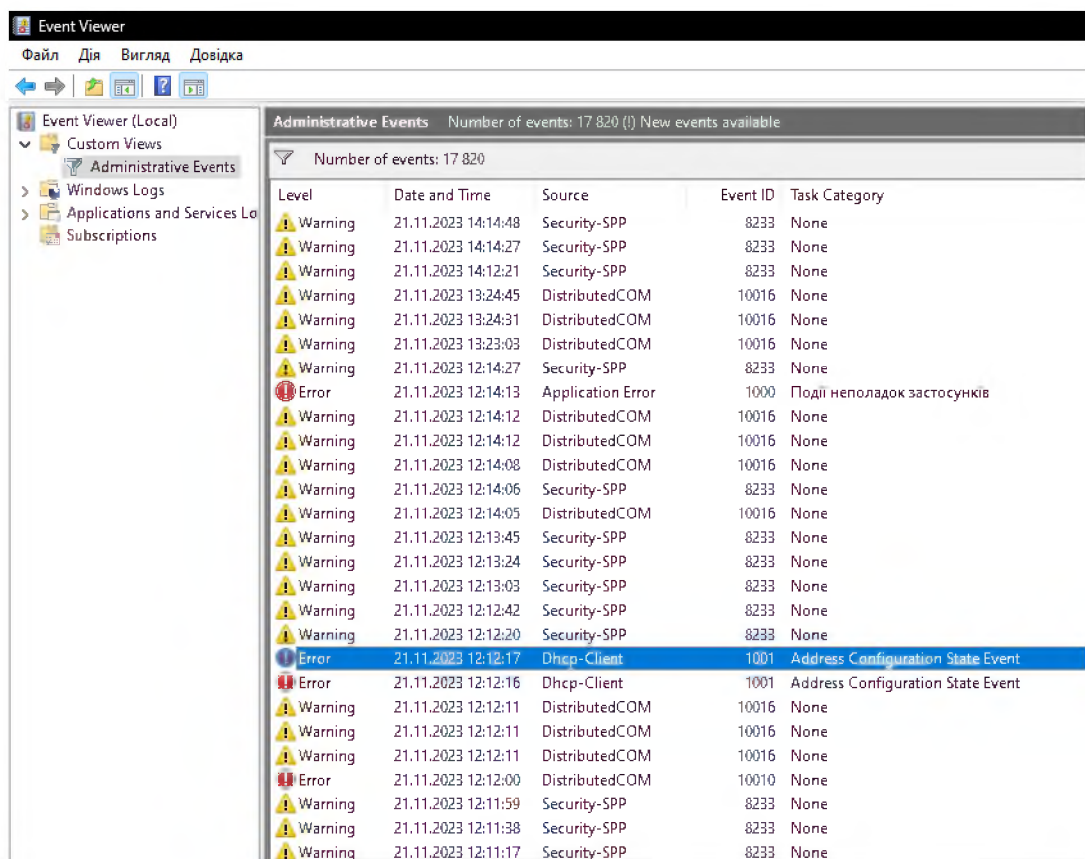 Event Viewer
Файл Дія Вигляд Довідка
Event Viewer (Local)
Custom Views
Administrative Events
Windows Logs
Applications and Services Lo
Subscriptions
Administrative Events Number of events: 17 820 (!) New events available
Number of events: 17 820
Level Date and Time Source Event ID Task Category
Warning 21.11.2023 14:14:48 Security-SPP 8233 None
Warning 21.11.2023 14:14:27 Security-SPP 8233 None
Warning 21.11.2023 14:12:21 Security-SPP 8233 None
Warning 21.11.2023 13:24:45 DistributedCOM 10016 None
Warning 21.11.2023 13:24:31 DistributedCOM 10016 None
Warning 21.11.2023 13:23:03 DistributedCOM 10016 None
Warning 21.11.2023 12:14:27 Security-SPP 8233 None
Error 21.11.2023 12:14:13 Application Error 1000 Події неполадок застосунків
Warning 21.11.2023 12:14:12 DistributedCOM 10016 None
Warning 21.11.2023 12:14:12 DistributedCOM 10016 None
Warning 21.11.2023 12:14:08 DistributedCOM 10016 None
Warning 21.11.2023 12:14:06 Security-SPP 8233 None
Warning 21.11.2023 12:14:05 DistributedCOM 10016 None
Warning 21.11.2023 12:13:45 Security-SPP 8233 None
Warning 21.11.2023 12:13:24 Security-SPP 8233 None
Warning 21.11.2023 12:13:03 Security-SPP 8233 None
Warning 21.11.2023 12:12:42 Security-SPP 8233 None
Warning 21.11.2023 12:12:20 Security-SPP 8233 None
Error 21.11.2023 12:12:17 Dhcp-Client 1001 Address Configuration State Event
Error 21.11.2023 12:12:16 Dhcp-Client 1001 Address Configuration State Event
Warning 21.11.2023 12:12:11 DistributedCOM 10016 None
Warning 21.11.2023 12:12:11 DistributedCOM 10016 None
Warning 21.11.2023 12:12:11 DistributedCOM 10016 None
Error 21.11.2023 12:12:00 DistributedCOM 10010 None
Warning 21.11.2023 12:11:59 Security-SPP 8233 None
Warning 21.11.2023 12:11:38 Security-SPP 8233 None
Warning 21.11.2023 12:11:17 Security-SPP 8233 None